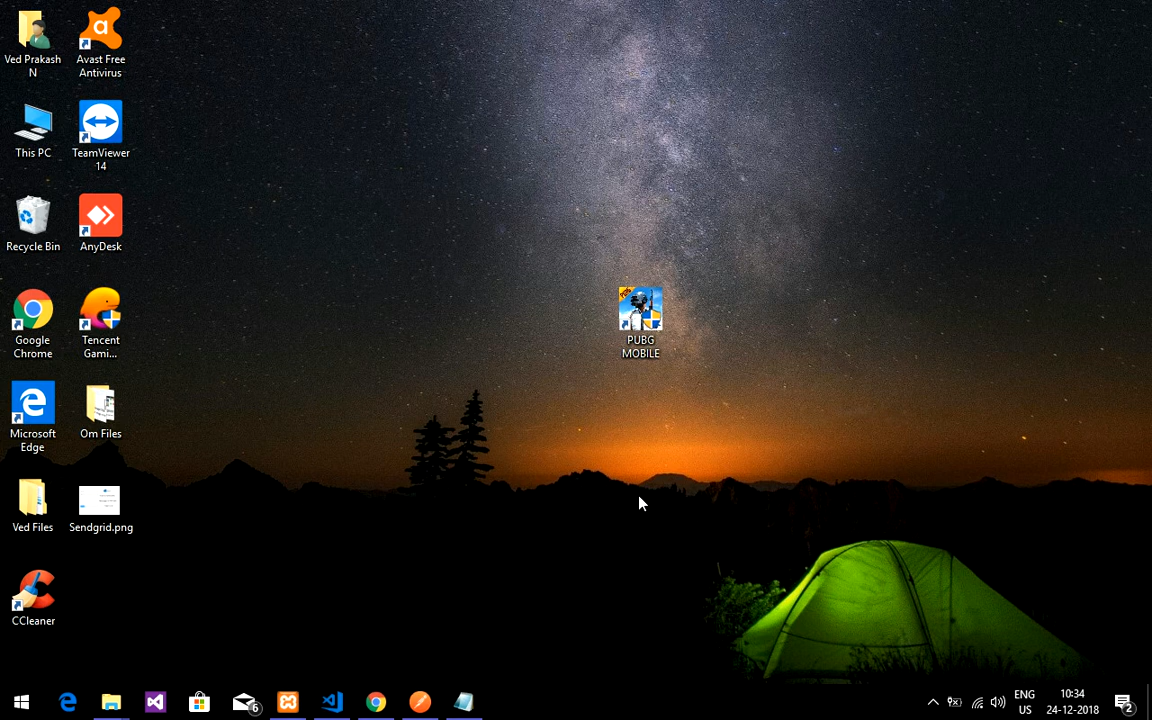 Ved Prakash
N
Avast Free
Antivirus
This PC
TeamViewer
14
Recycle Bin
AnyDesk
Google
Chrome
Tencent
Gami...
Microsoft
Edge
Om Files
Ved Files
Sendgrid.png
CCleaner
PUBG
MOBILE
6
ENG
US
10:34
24-12-2018
2